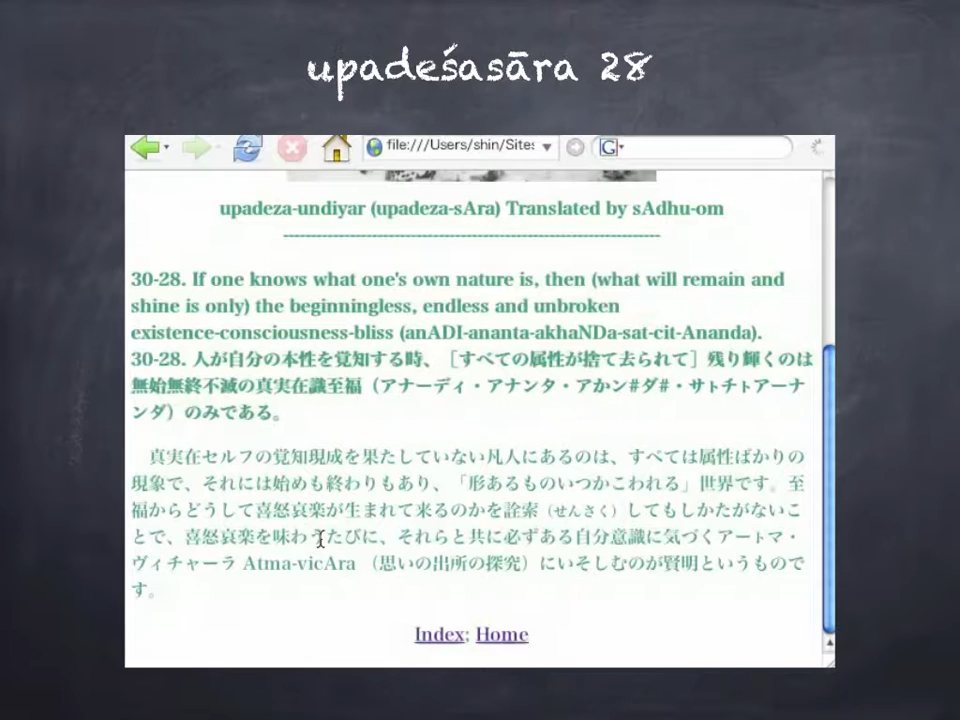 upadeśasāra 28
file:///Users/shin/Sites
G
upadeza-undiyar (upadeza-sAra) Translated by sAdhu-om
----------------------------------------------------------------
30-28. If one knows what one's own nature is, then (what will remain and
shine is only) the beginningless, endless and unbroken
existence-consciousness-bliss (anADI-ananta-akhaNDa-sat-cit-Ananda).
30-28. 人が自分の本性を覚知する時、［すべての属性が捨て去られて］残り輝くのは
無始無終不滅の真実在識至福（アナーディ・アナンタ・アかン#ダ#・サトチトアーナ
ンダ）のみである。
真実在セルフの覚知現成を果たしていない凡人にあるのは、すべては属性ばかりの
現象で、それには始めも終わりもあり、「形あるものいつかこわれる」世界です。至
福からどうして喜怒哀楽が生まれて来るのかを詮索（せんさく）してもしかたがないこ
とで、喜怒哀楽を味わうたびに、それらと共に必ずある自分意識に気づくアートマ・
ヴィチャーラ Atma-vicAra （思いの出所の探究）にいそしむのが賢明というもので
す。
Index; Home